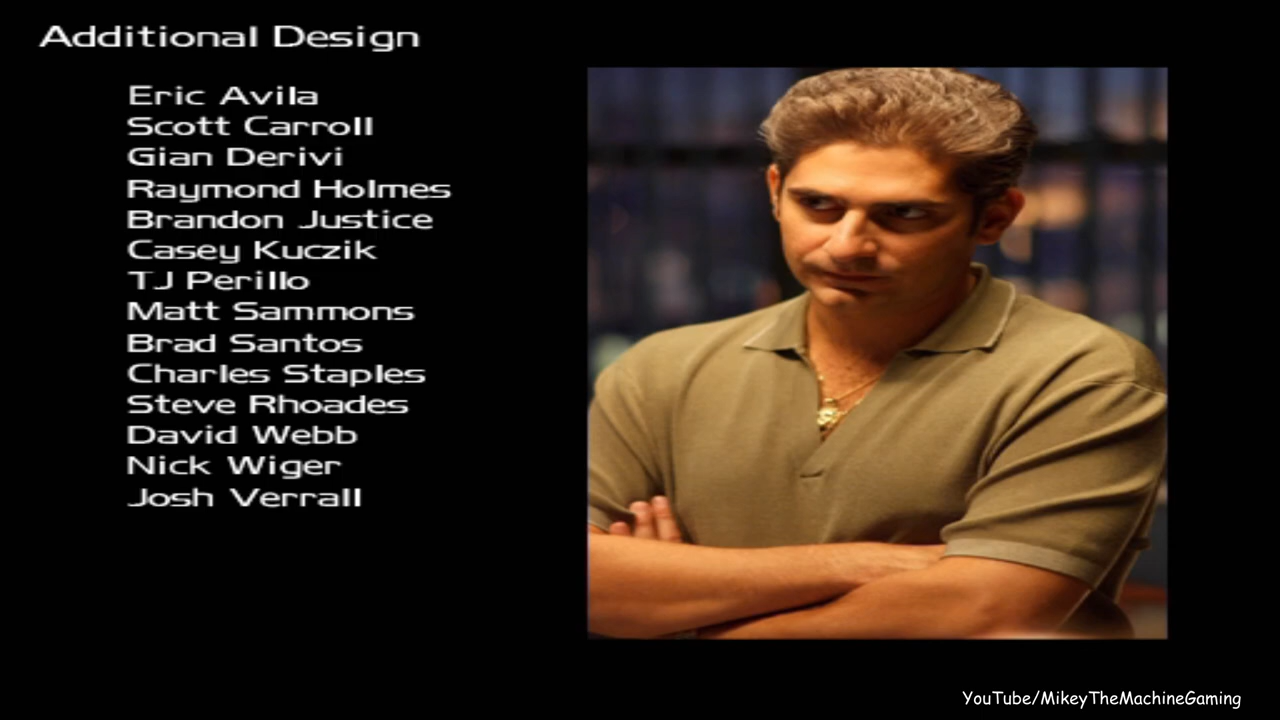 Additional Design
Eric Avila
Scott Carroll
Gian Derivi
Raymond Holmes
Brandon Justice
Casey Kuczik
TJ Perillo
Matt Sammons
Brad Santos
Charles Staples
Steve Rhoades
David Webb
Nick Wiger
Josh Verrall
YouTube/MikeyTheMachineGaming